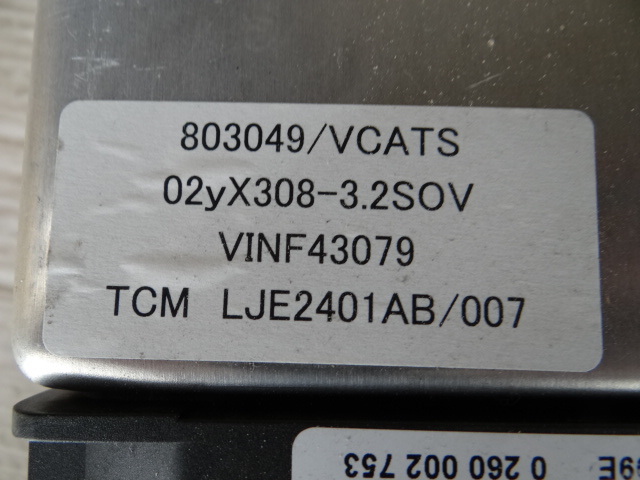 803049/VCATS
02yX308-3.2SOV
VINF43079
TCM LJE2401AB/007
0 260 002 753